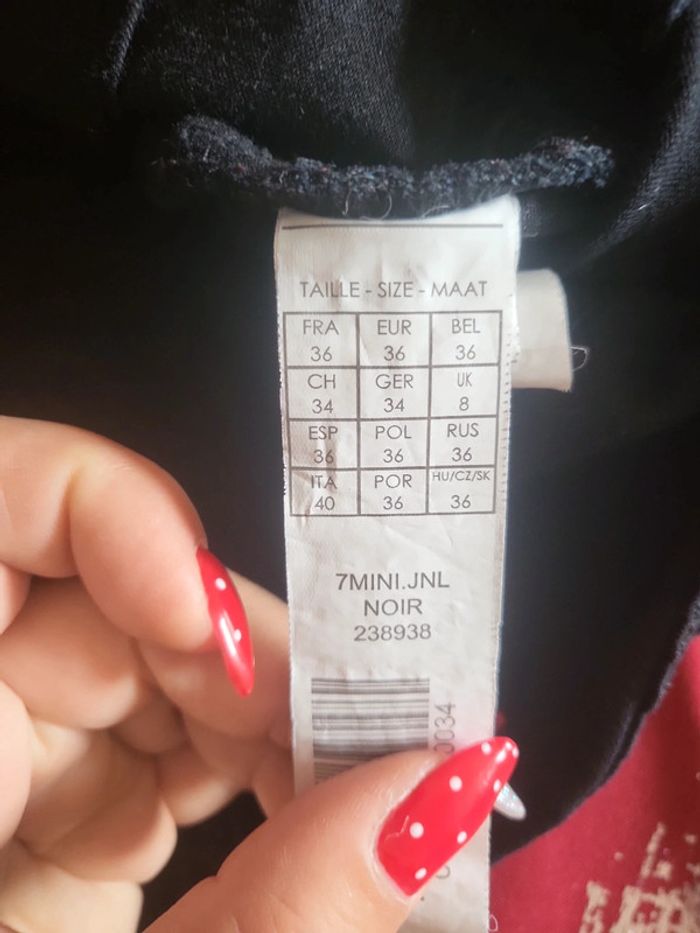 TAILLE - SIZE - MAAT
FRA EUR BEL
36 36 36
CH GER UK
34 34 8
ESP POL RUS
36 36 36
ITA POR HU/CZ/SK
40 36 36
7MINI.JNL
NOIR
238938
0034